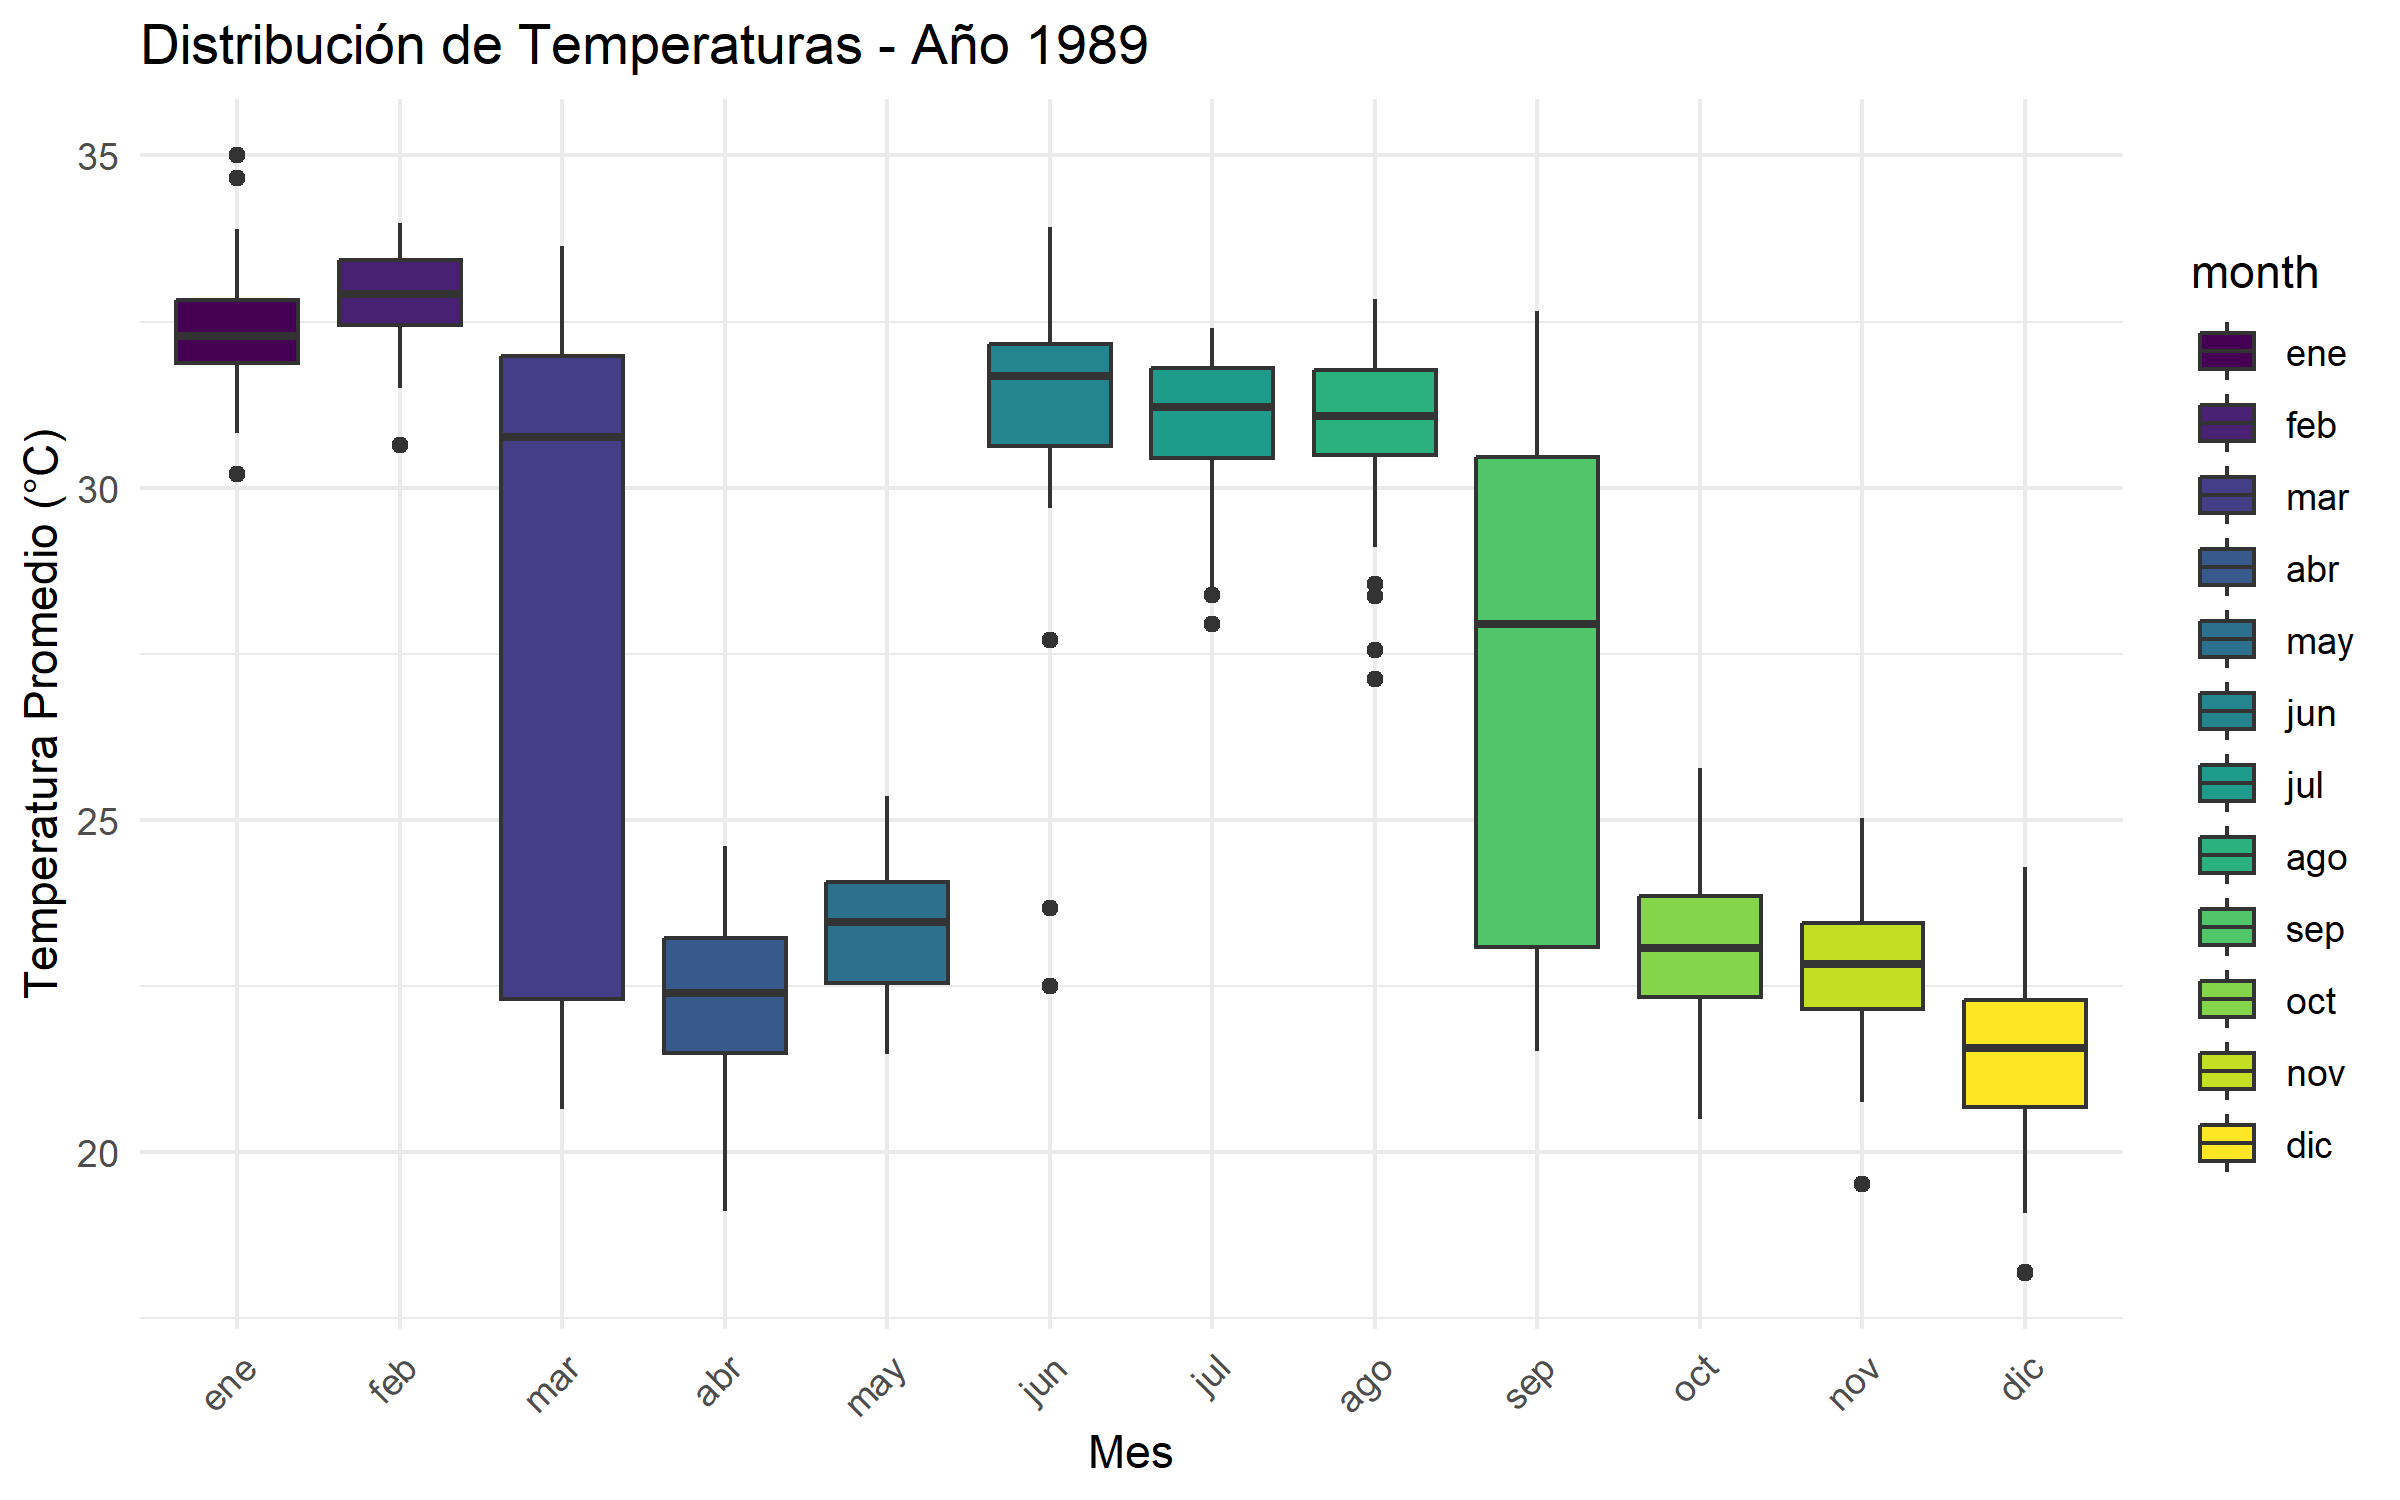 Distribución de Temperaturas - Año 1989
Temperatura Promedio (°C)
35
30
25
20
ene
feb
mar
abr
may
jun
jul
ago
sep
oct
nov
dic
Mes
month
ene
feb
mar
abr
may
jun
jul
ago
sep
oct
nov
dic